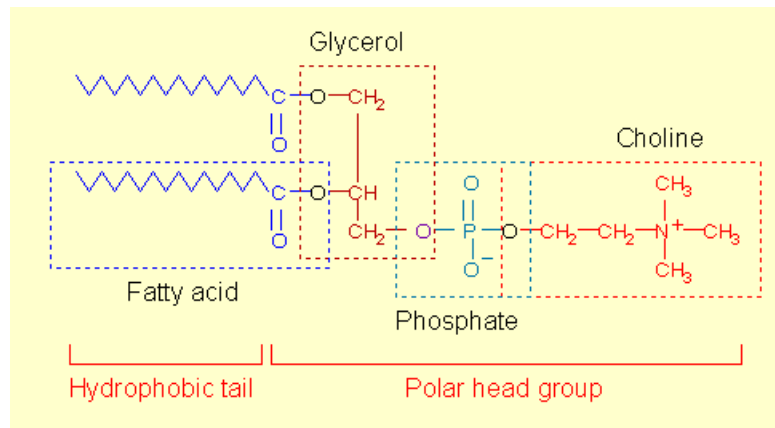 Glycerol
C—O—CH₂
O
Choline
C—O—CH
O
CH₂—O—P—O—CH₂—CH₂—N⁺—CH₃
O
O⁻
CH₃
CH₃
Fatty acid
Phosphate
Hydrophobic tail
Polar head group